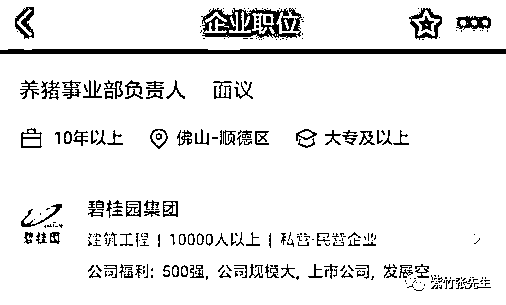 企业职位
养猪事业部负责人 面议
10年以上 佛山-顺德区 大专及以上
碧桂园集团
碧桂园
建筑工程 | 10000人以上 | 私营·民营企业
公司福利: 500强, 公司规模大, 上市公司, 发展空
紫竹张先生